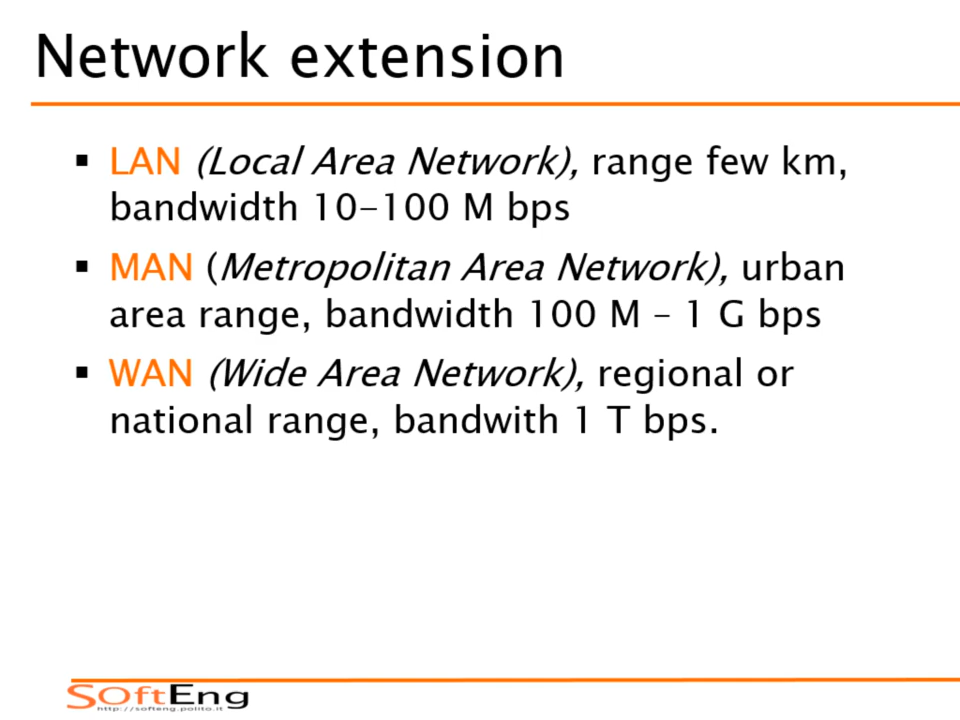 Network extension
▪ LAN (Local Area Network), range few km,
bandwidth 10-100 M bps
▪ MAN (Metropolitan Area Network), urban
area range, bandwidth 100 M – 1 G bps
▪ WAN (Wide Area Network), regional or
national range, bandwith 1 T bps.
SOftEng
http://softeng.polito.it